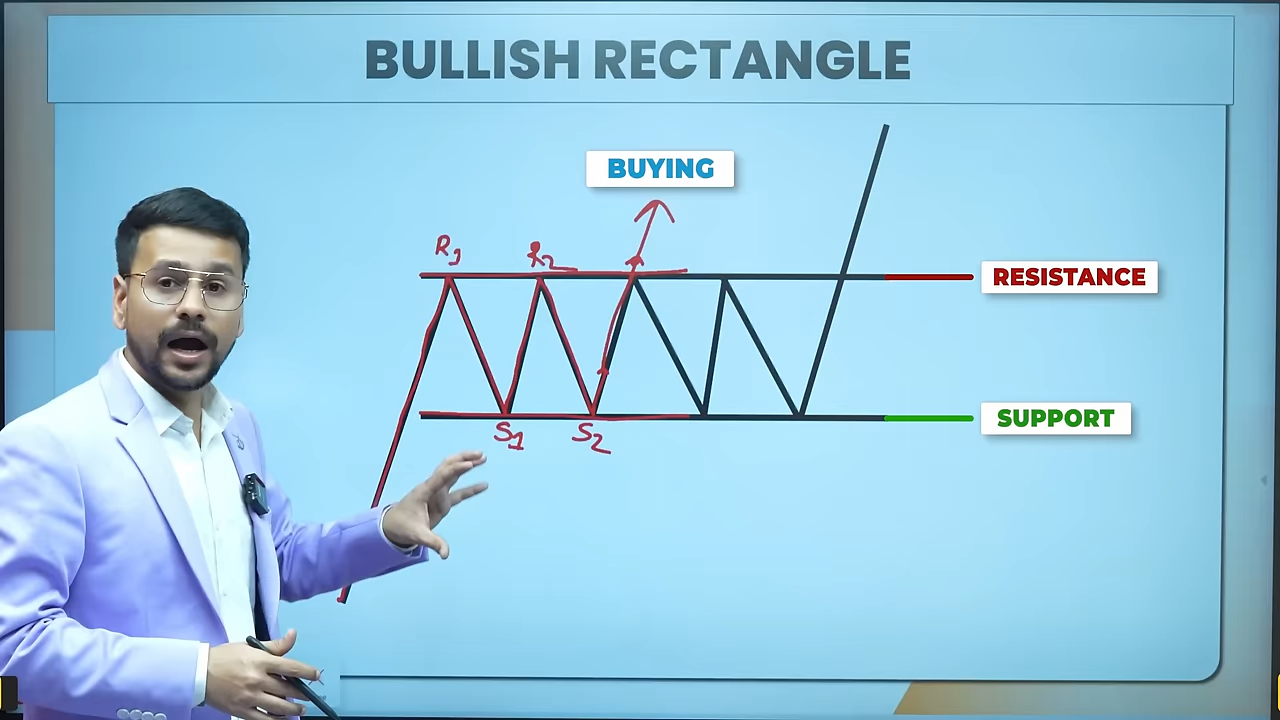 BULLISH RECTANGLE
BUYING
R1 R2
RESISTANCE
SUPPORT
S1 S2